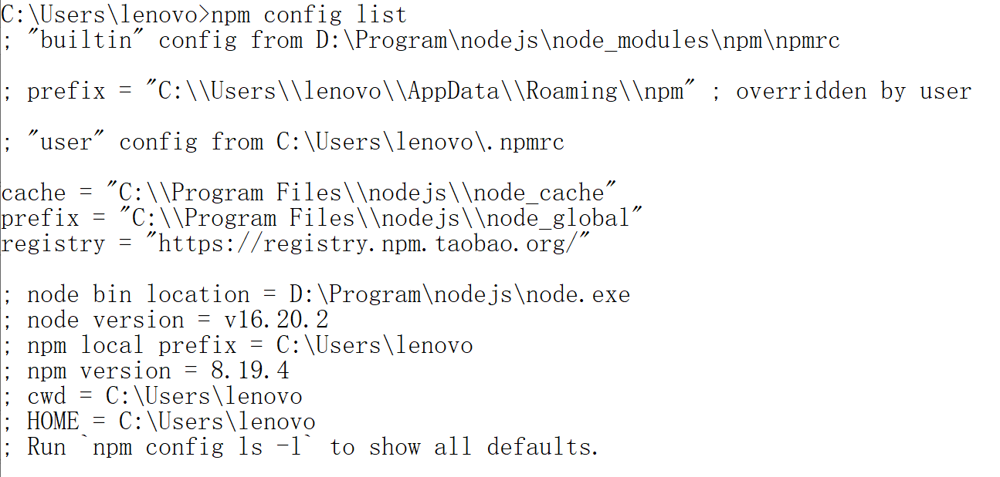 C:\Users\lenovo>npm config list
; "builtin" config from D:\Program\nodejs\node_modules\npm\npmrc
; prefix = "C:\\Users\\lenovo\\AppData\\Roaming\\npm" ; overridden by user
; "user" config from C:\Users\lenovo\.npmrc
cache = "C:\\Program Files\\nodejs\\node_cache"
prefix = "C:\\Program Files\\nodejs\\node_global"
registry = "https://registry.npm.taobao.org/"
; node bin location = D:\Program\nodejs\node.exe
; node version = v16.20.2
; npm local prefix = C:\Users\lenovo
; npm version = 8.19.4
; cwd = C:\Users\lenovo
; HOME = C:\Users\lenovo
; Run `npm config ls -l` to show all defaults.